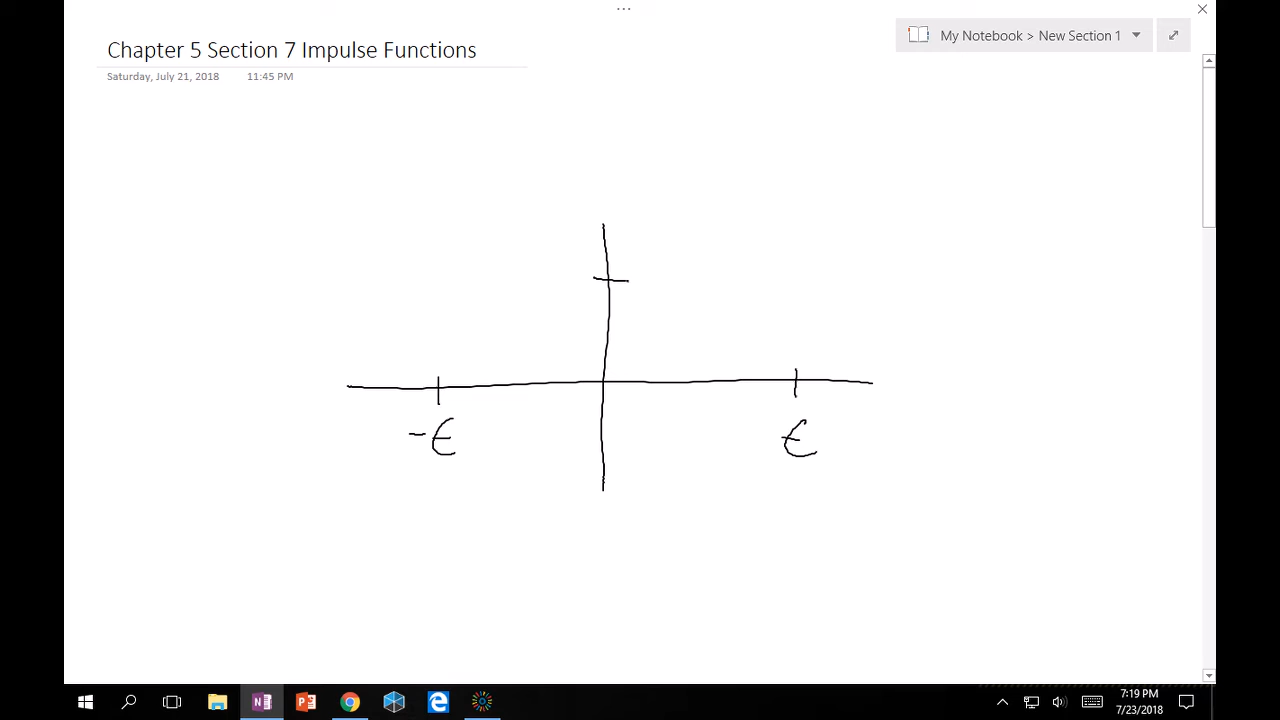 ...
Chapter 5 Section 7 Impulse Functions
My Notebook > New Section 1
Saturday, July 21, 2018 11:45 PM
-ϵ ϵ
7:19 PM
7/23/2018